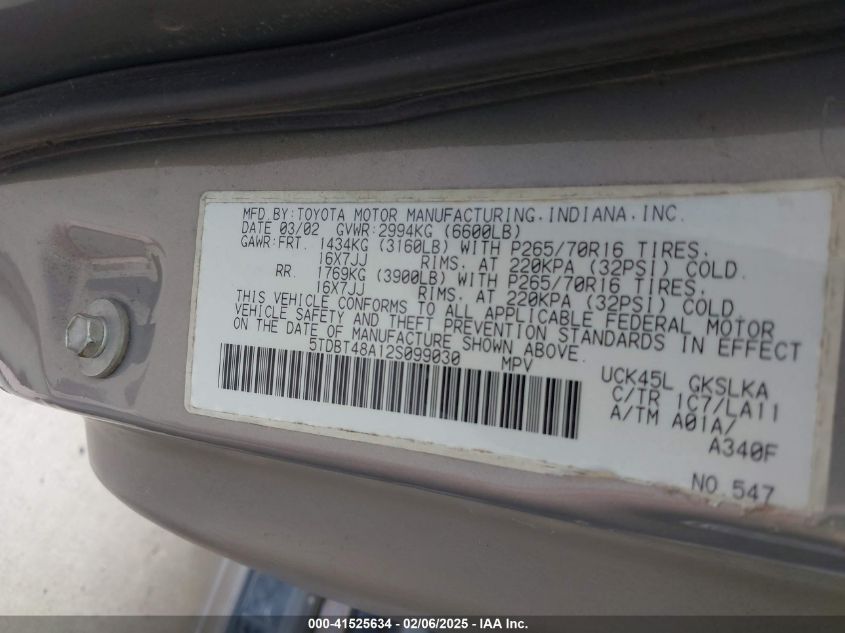 MFD.BY:TOYOTA MOTOR MANUFACTURING,INDIANA,INC.
DATE 03/02 GVWR:2994KG (6600LB)
GAWR:FRT. 1434KG (3160LB) WITH P265/70R16 TIRES.
16X7JJ RIMS. AT 220KPA (32PSI) COLD.
RR. 1769KG (3900LB) WITH P265/70R16 TIRES.
16X7JJ RIMS. AT 220KPA (32PSI) COLD.
THIS VEHICLE CONFORMS TO ALL APPLICABLE FEDERAL MOTOR
VEHICLE SAFETY AND THEFT PREVENTION STANDARDS IN EFFECT
ON THE DATE OF MANUFACTURE SHOWN ABOVE.
5TDBT48A12S099030 MPV
UCK45L GKSLKA
C/TR 1C7/LA11
A/TM A01A/
A340F
NO 547
000-41525634 - 02/06/2025 - IAA Inc.